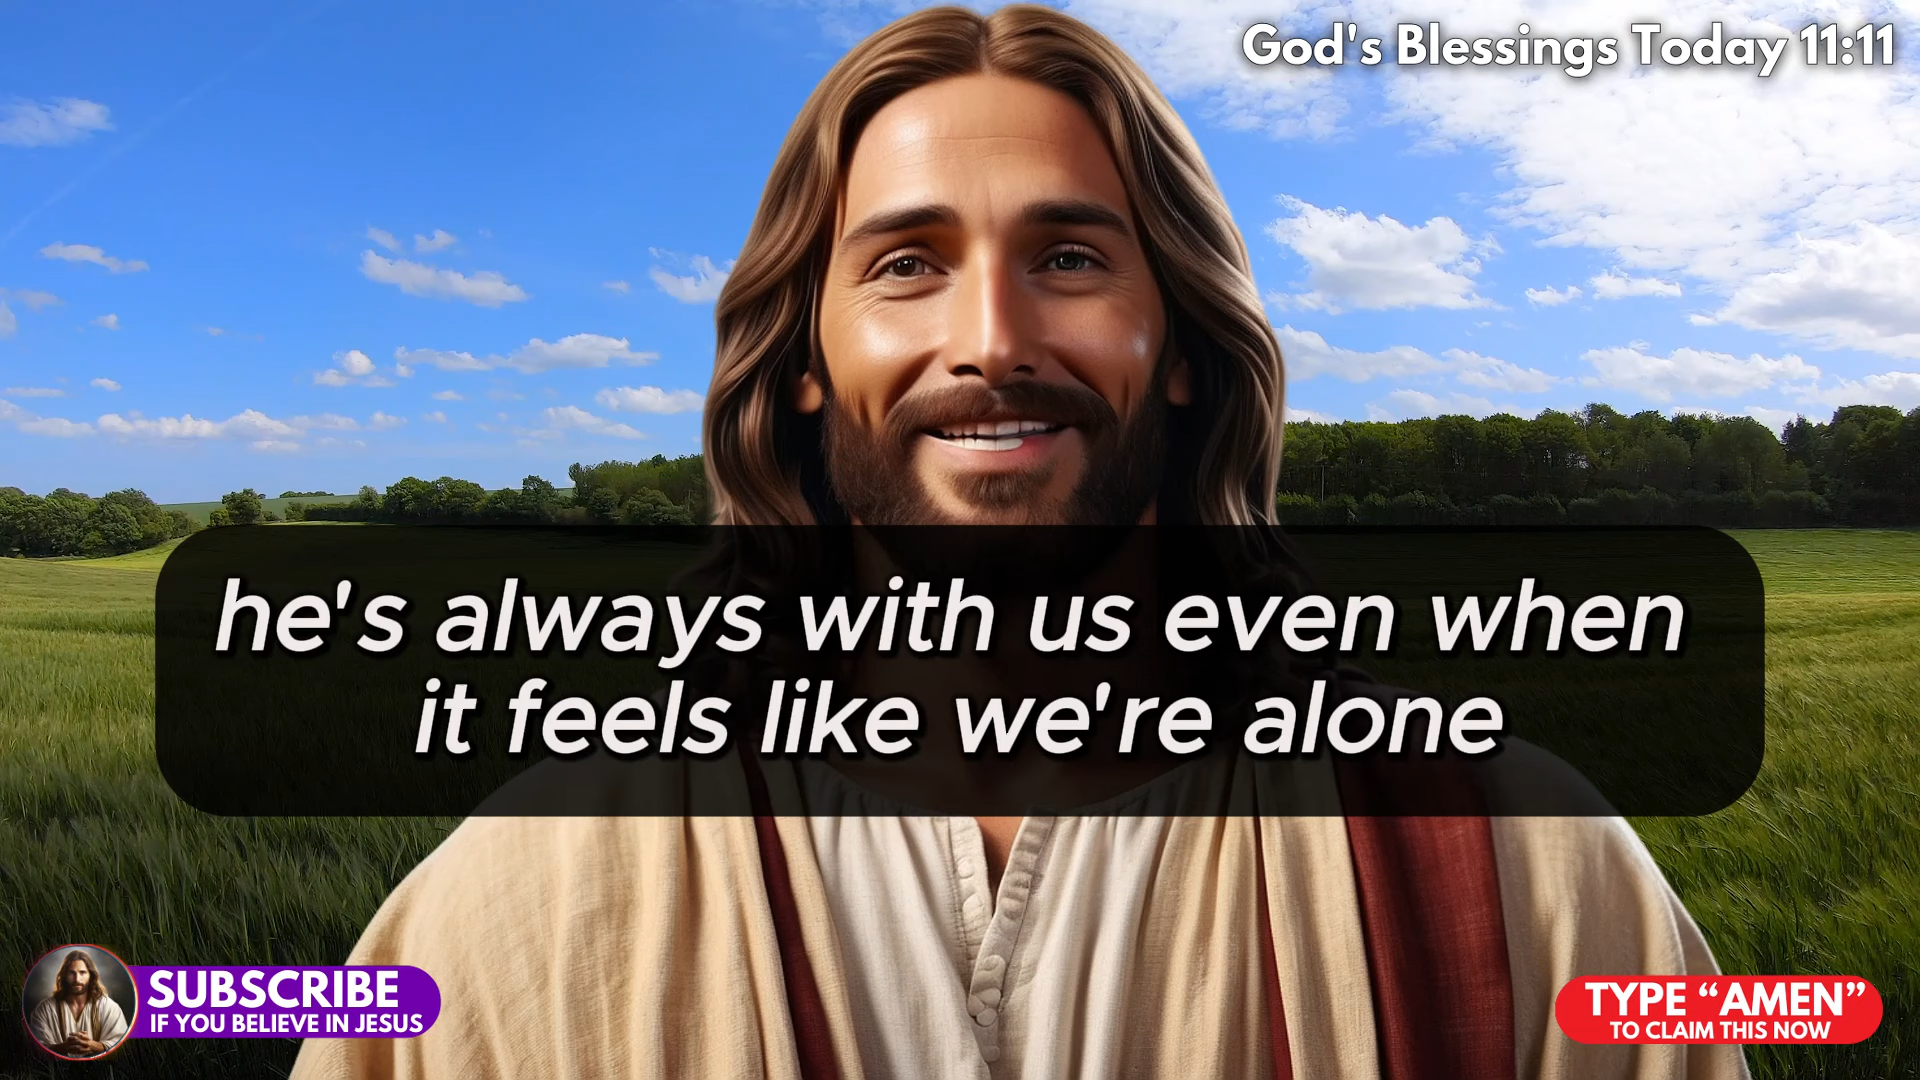 God's Blessings Today 11:11
he's always with us even when
it feels like we're alone
SUBSCRIBE
IF YOU BELIEVE IN JESUS
TYPE “AMEN”
TO CLAIM THIS NOW